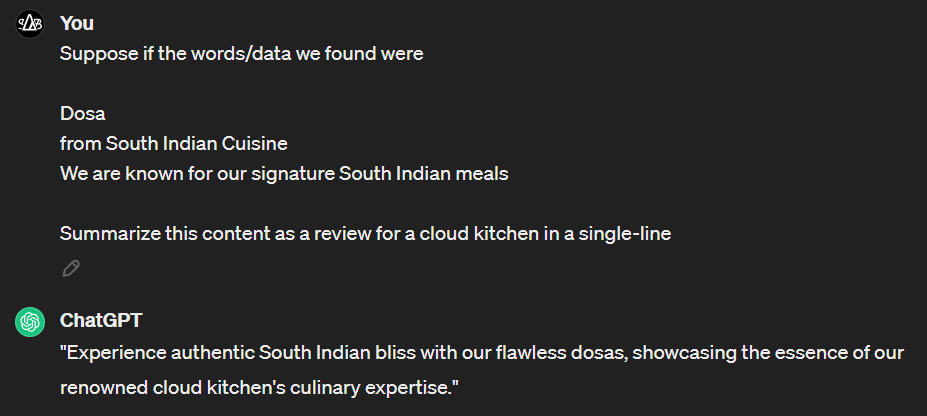 SAB
You
Suppose if the words/data we found were
Dosa
from South Indian Cuisine
We are known for our signature South Indian meals
Summarize this content as a review for a cloud kitchen in a single-line
ChatGPT
"Experience authentic South Indian bliss with our flawless dosas, showcasing the essence of our
renowned cloud kitchen's culinary expertise."